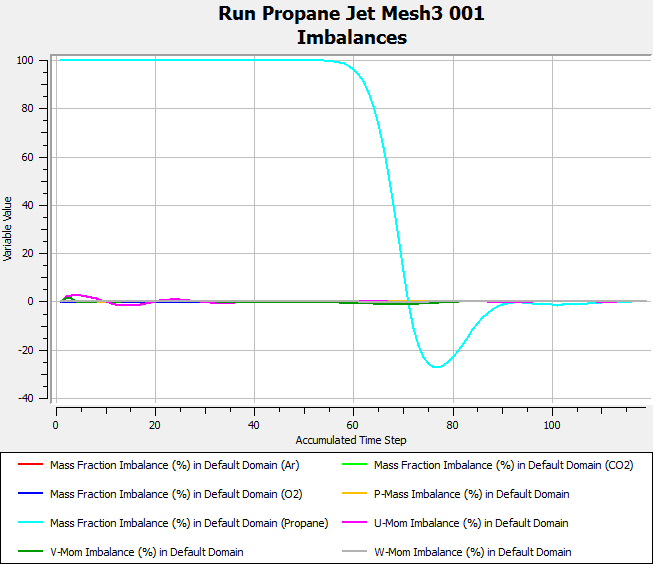 Run Propane Jet Mesh3 001
Imbalances
100
80
60
40
20
0
-20
-40
Variable Value
0 20 40 60 80 100
Accumulated Time Step
Mass Fraction Imbalance (%) in Default Domain (Ar) Mass Fraction Imbalance (%) in Default Domain (CO2)
Mass Fraction Imbalance (%) in Default Domain (O2) P-Mass Imbalance (%) in Default Domain
Mass Fraction Imbalance (%) in Default Domain (Propane) U-Mom Imbalance (%) in Default Domain
V-Mom Imbalance (%) in Default Domain W-Mom Imbalance (%) in Default Domain